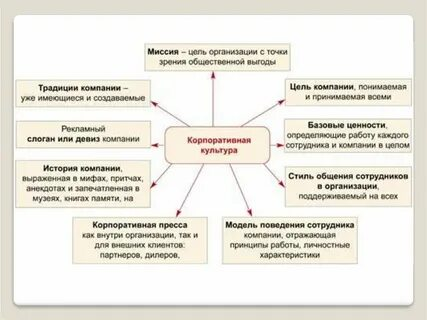 Миссия – цель организации с точки
зрения общественной выгоды
Традиции компании –
уже имеющиеся и создаваемые
Цель компании, понимаемая
и принимаемая всеми
Рекламный
слоган или девиз компании
Корпоративная
культура
Базовые ценности,
определяющие работу каждого
сотрудника и компании в целом
История компании,
выраженная в мифах, притчах,
анекдотах и запечатленная в
музеях, книгах памяти, на
Стиль общения сотрудников
в организации,
поддерживаемый на всех
Корпоративная пресса
как внутри организации, так и
для внешних клиентов:
партнеров, дилеров,
Модель поведения сотрудника
компании, отражающая
принципы работы, личностные
характеристики